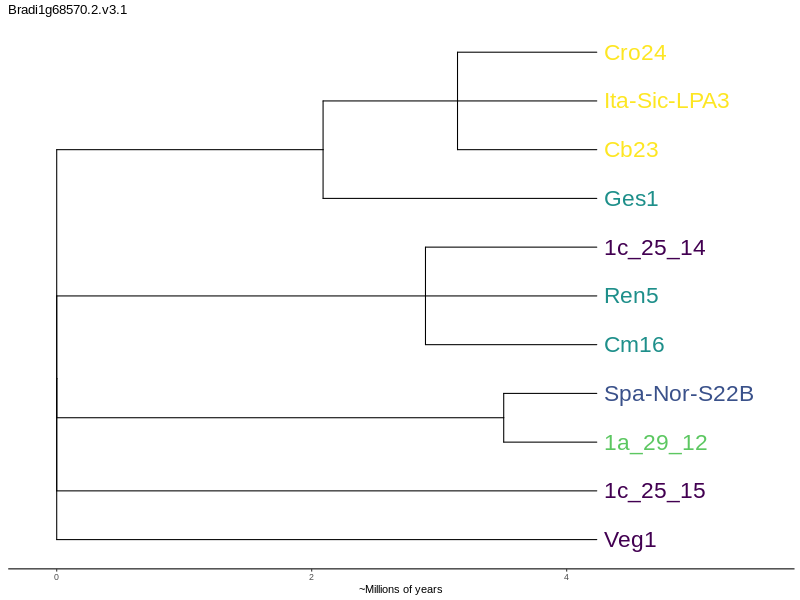 Bradi1g68570.2.v3.1
Cro24
Ita-Sic-LPA3
Cb23
Ges1
1c_25_14
Ren5
Cm16
Spa-Nor-S22B
1a_29_12
1c_25_15
Veg1
0 2 4
~Millions of years